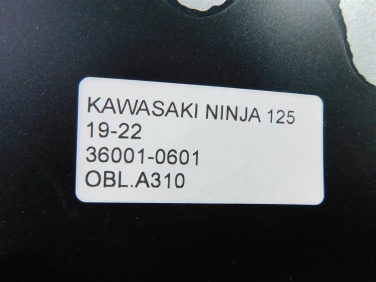 KAWASAKI NINJA 125
19-22
36001-0601
OBL.A310